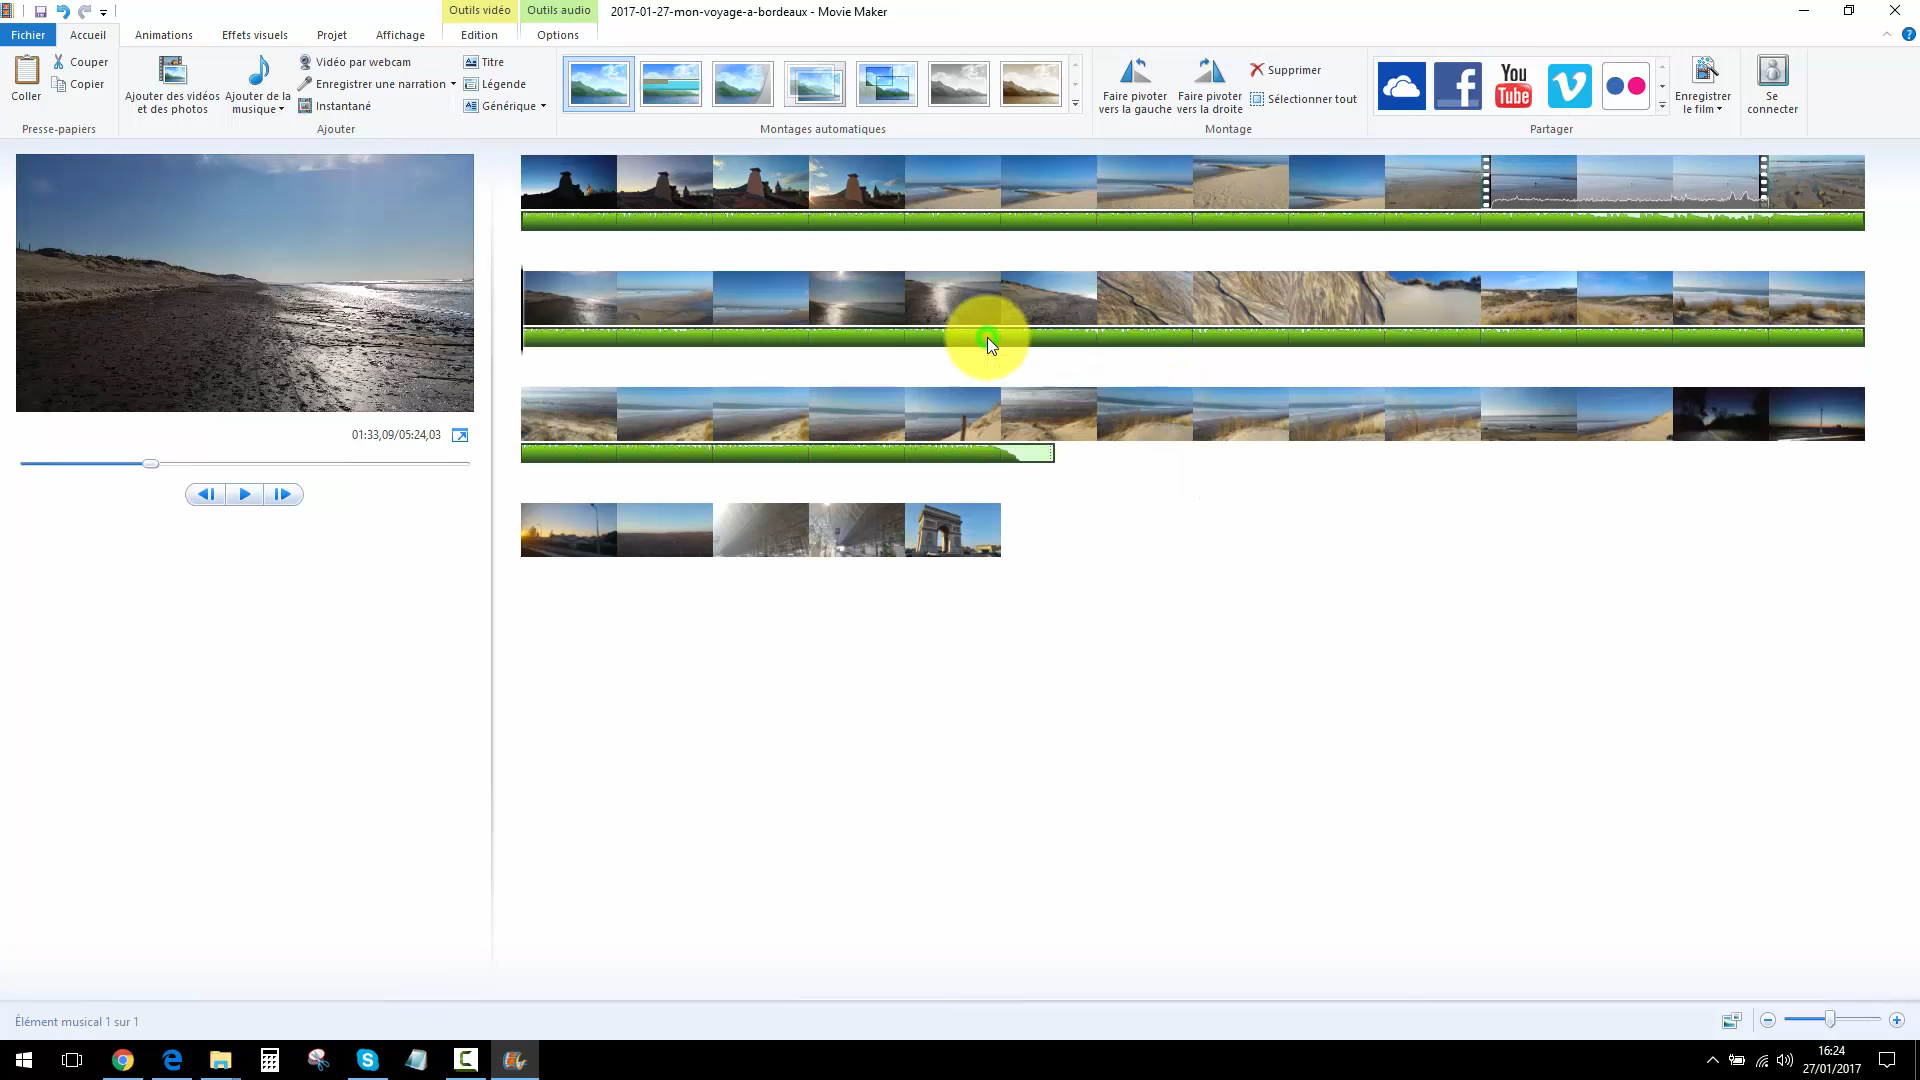 Outils vidéo Outils audio 2017-01-27-mon-voyage-a-bordeaux - Movie Maker
Fichier Accueil Animations Effets visuels Projet Affichage Edition Options
Coller
Couper
Copier
Presse-papiers
Ajouter des vidéos
et des photos
Ajouter de la
musique
Vidéo par webcam
Enregistrer une narration
Instantané
Titre
Légende
Générique
Ajouter
Montages automatiques
Faire pivoter
vers la gauche
Faire pivoter
vers la droite
Supprimer
Sélectionner tout
Montage
You
Tube
Partager
Enregistrer
le film
Se
connecter
01:33,09/05:24,03
Élément musical 1 sur 1
16:24
27/01/2017